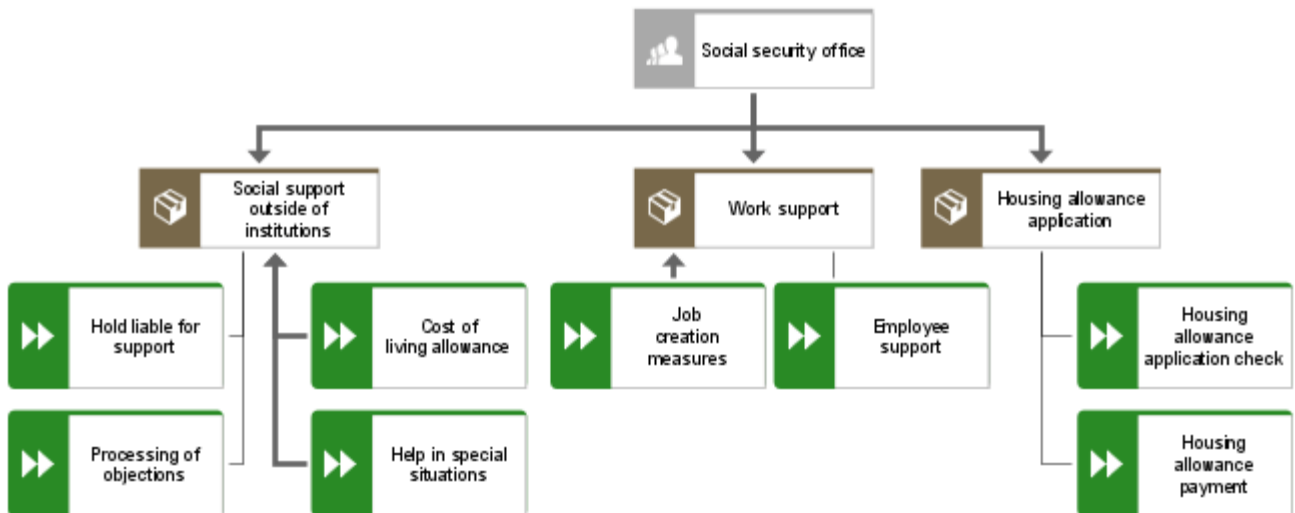 Social security office
Social support
outside of
institutions
Work support
Housing allowance
application
Hold liable for
support
Cost of
living allowance
Job
creation
measures
Employee
support
Housing
allowance
application check
Processing of
objections
Help in special
situations
Housing
allowance
payment